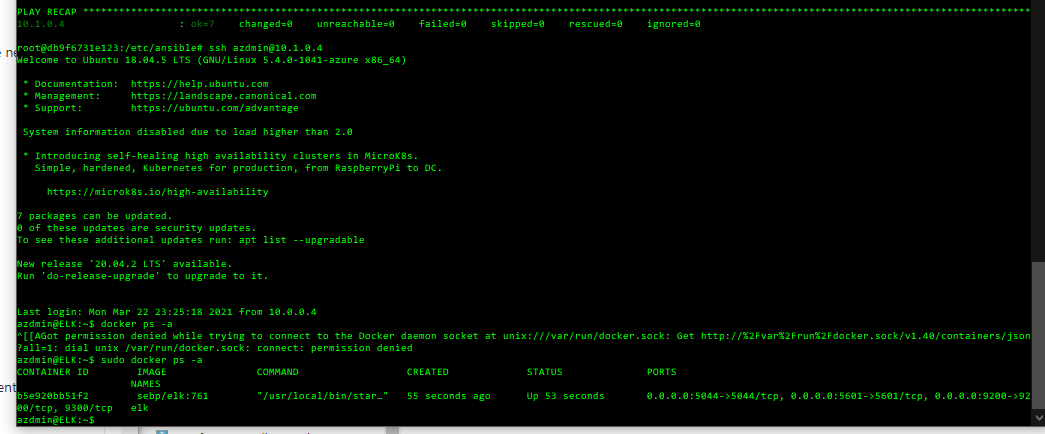 PLAY RECAP ****************************************************************************************************************************************************************
10.1.0.4                   : ok=7    changed=0    unreachable=0    failed=0    skipped=0    rescued=0    ignored=0
root@db9f6731e123:/etc/ansible# ssh azdmin@10.1.0.4
Welcome to Ubuntu 18.04.5 LTS (GNU/Linux 5.4.0-1041-azure x86_64)
* Documentation:  https://help.ubuntu.com
* Management:     https://landscape.canonical.com
* Support:        https://ubuntu.com/advantage
System information disabled due to load higher than 2.0
* Introducing self-healing high availability clusters in MicroK8s.
Simple, hardened, Kubernetes for production, from RaspberryPi to DC.
https://microk8s.io/high-availability
7 packages can be updated.
0 of these updates are security updates.
To see these additional updates run: apt list --upgradable
New release '20.04.2 LTS' available.
Run 'do-release-upgrade' to upgrade to it.
Last login: Mon Mar 22 23:25:18 2021 from 10.0.0.4
azdmin@ELK:~$ docker ps -a
^[[AGot permission denied while trying to connect to the Docker daemon socket at unix:///var/run/docker.sock: Get http://%2Fvar%2Frun%2Fdocker.sock/v1.40/containers/json
?all=1: dial unix /var/run/docker.sock: connect: permission denied
azdmin@ELK:~$ sudo docker ps -a
CONTAINER ID        IMAGE               COMMAND                  CREATED             STATUS              PORTS
NAMES
b5e920bb51f2        sebp/elk:761        "/usr/local/bin/star…"   55 seconds ago      Up 53 seconds       0.0.0.0:5044->5044/tcp, 0.0.0.0:5601->5601/tcp, 0.0.0.0:9200->92
00/tcp, 9300/tcp   elk
azdmin@ELK:~$